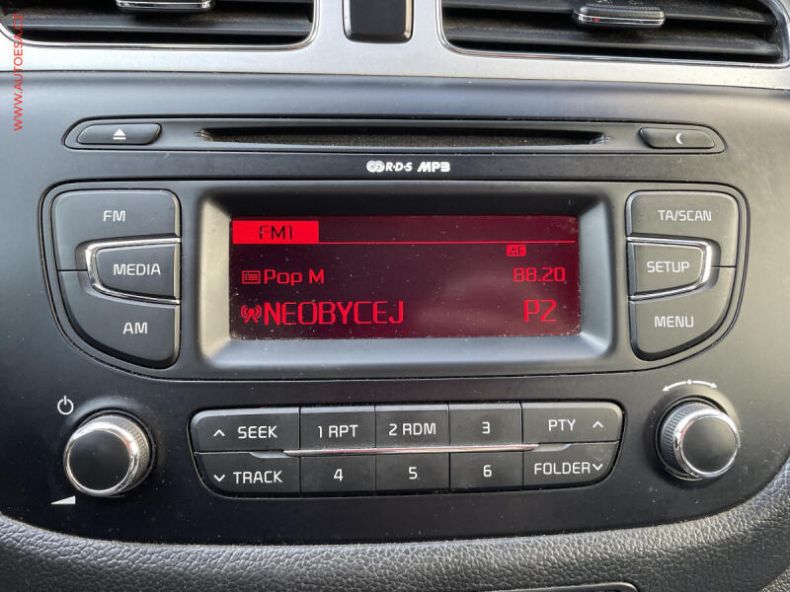 WWW.AUTOESA.CZ
R·D·S MP3
FM
MEDIA
AM
FM1
AF
Pop M 88.20
NEOBYCEJ P2
TA/SCAN
SETUP
MENU
SEEK 1 RPT 2 RDM 3 PTY
TRACK 4 5 6 FOLDER